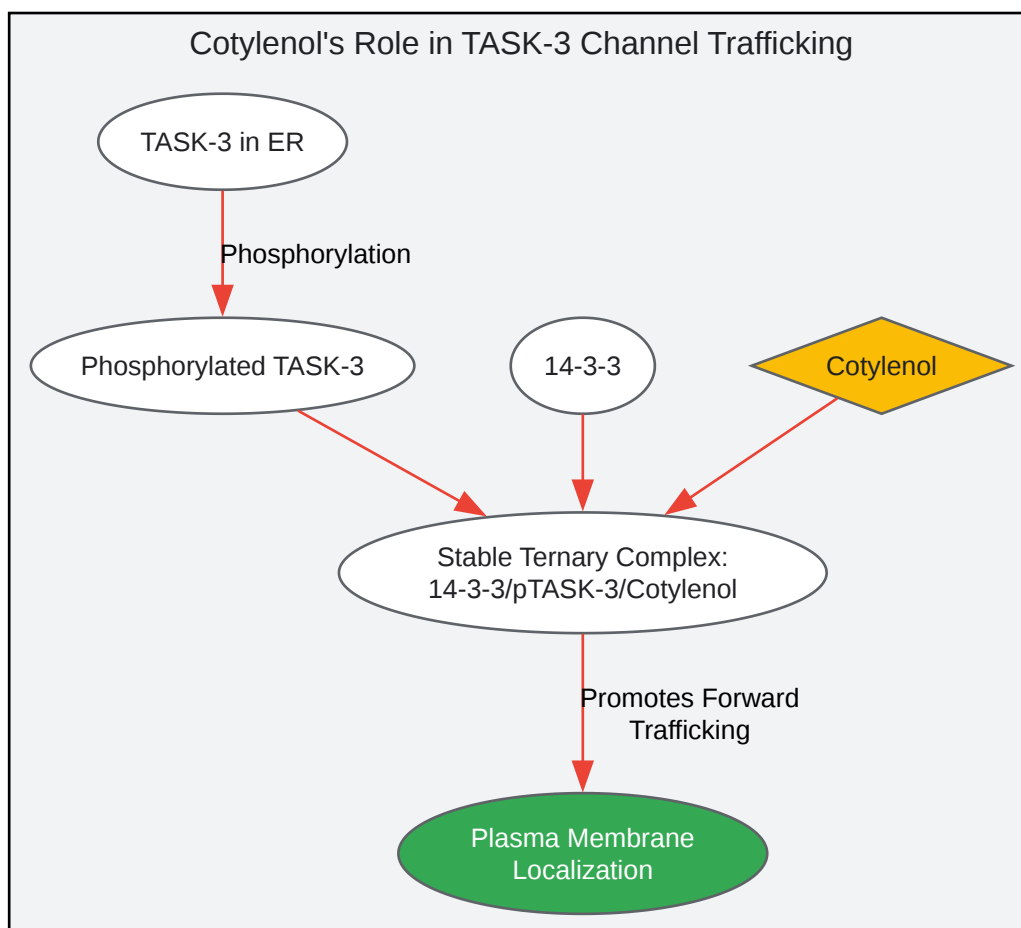 Cotylenol's Role in TASK-3 Channel Trafficking
TASK-3 in ER
Phosphorylation
Phosphorylated TASK-3
14-3-3
Cotylenol
Stable Ternary Complex:
14-3-3/pTASK-3/Cotylenol
Promotes Forward
Trafficking
Plasma Membrane
Localization